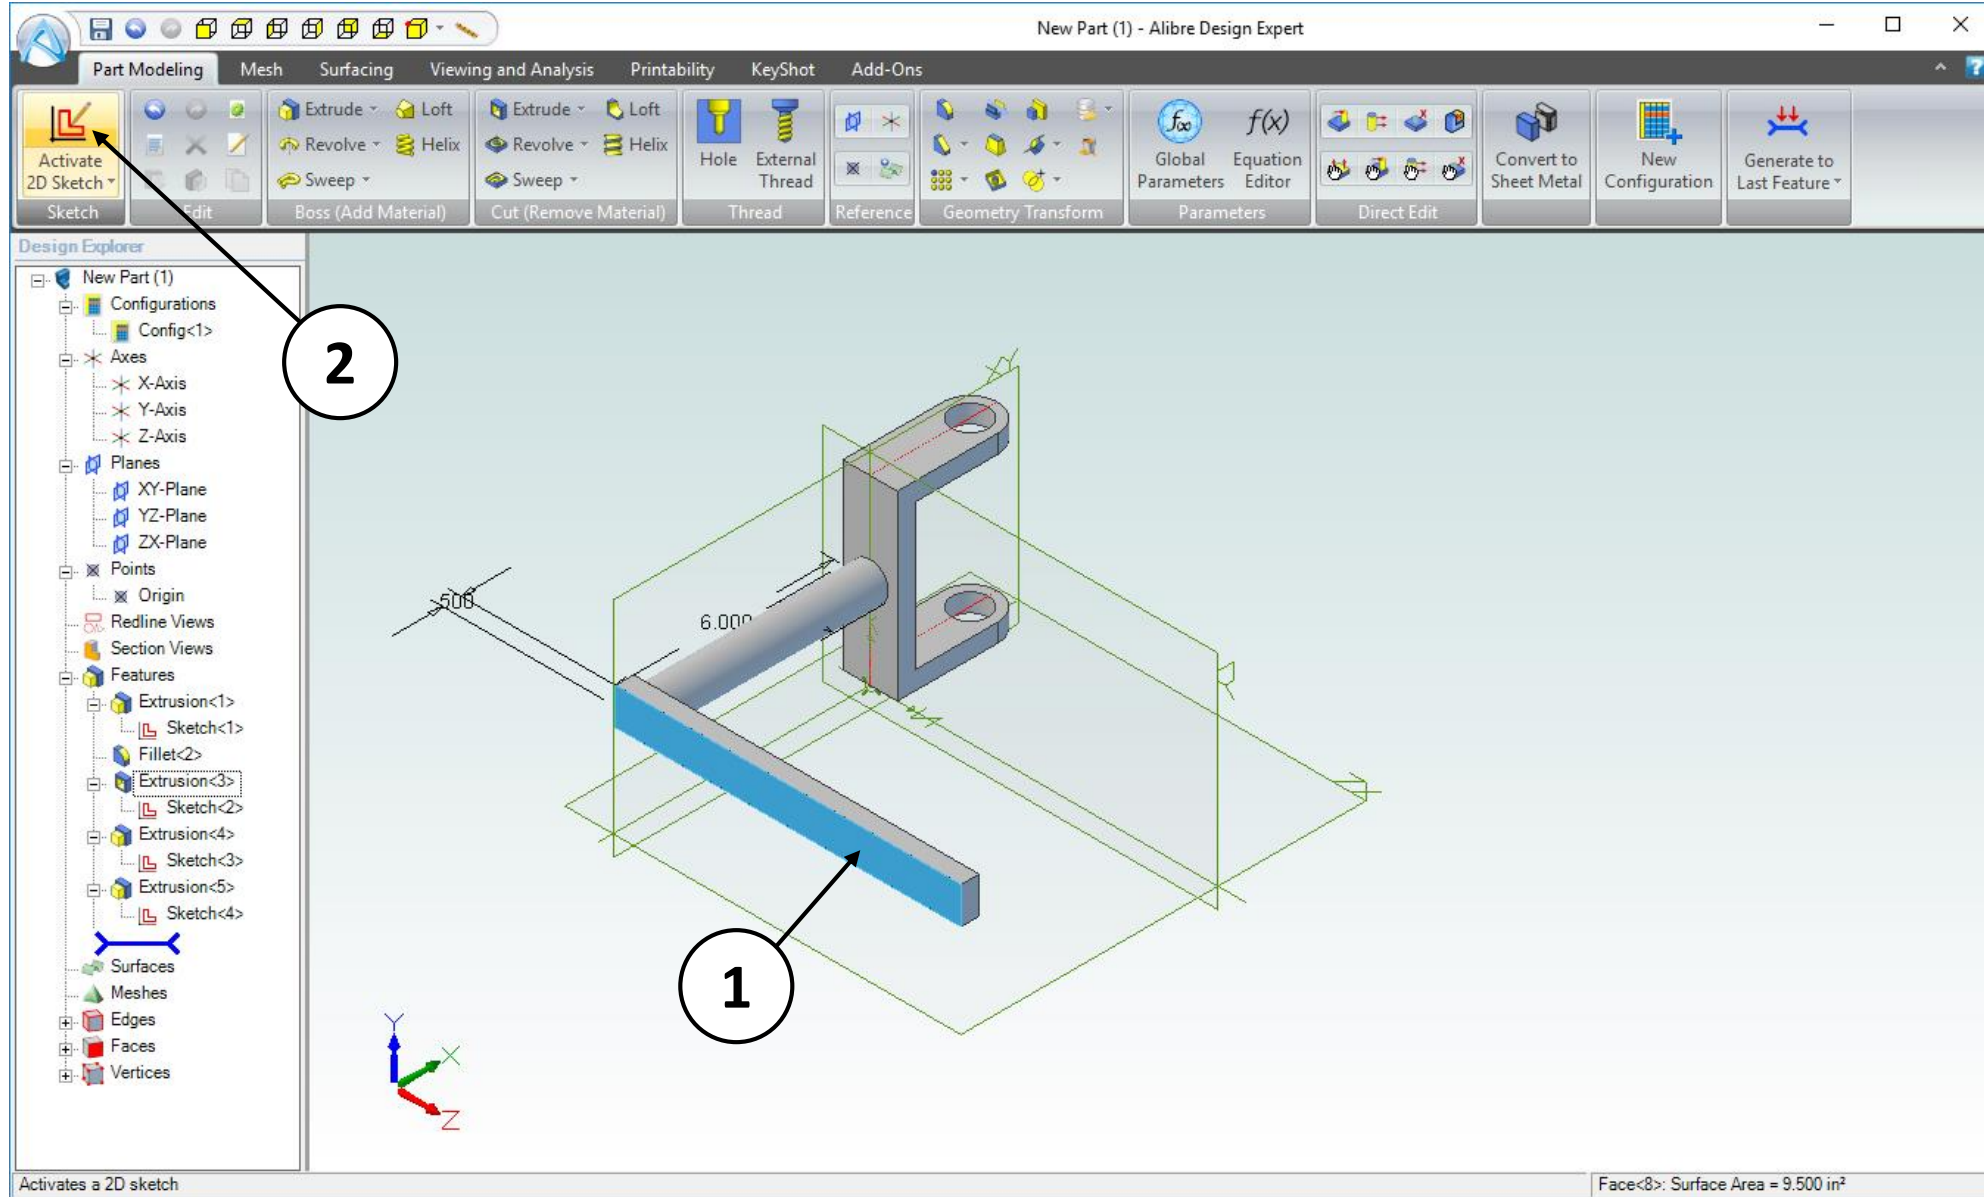 New Part (1) - Alibre Design Expert
Part Modeling Mesh Surfacing Viewing and Analysis Printability KeyShot Add-Ons
Activate
2D Sketch
Sketch
Edit
Extrude Loft
Revolve Helix
Sweep
Boss (Add Material)
Extrude Loft
Revolve Helix
Sweep
Cut (Remove Material)
Hole
External
Thread
Thread
Reference
Geometry Transform
Global
Parameters
f(x)
Equation
Editor
Parameters
Direct Edit
Convert to
Sheet Metal
New
Configuration
Generate to
Last Feature
Design Explorer
New Part (1)
Configurations
Config<1>
Axes
X-Axis
Y-Axis
Z-Axis
Planes
XY-Plane
YZ-Plane
ZX-Plane
Points
Origin
Redline Views
Section Views
Features
Extrusion<1>
Sketch<1>
Fillet<2>
Extrusion<3>
Sketch<2>
Extrusion<4>
Sketch<3>
Extrusion<5>
Sketch<4>
Surfaces
Meshes
Edges
Faces
Vertices
2
.500
6.000
1
Y
X
Z
Activates a 2D sketch
Face<8>: Surface Area = 9.500 in²